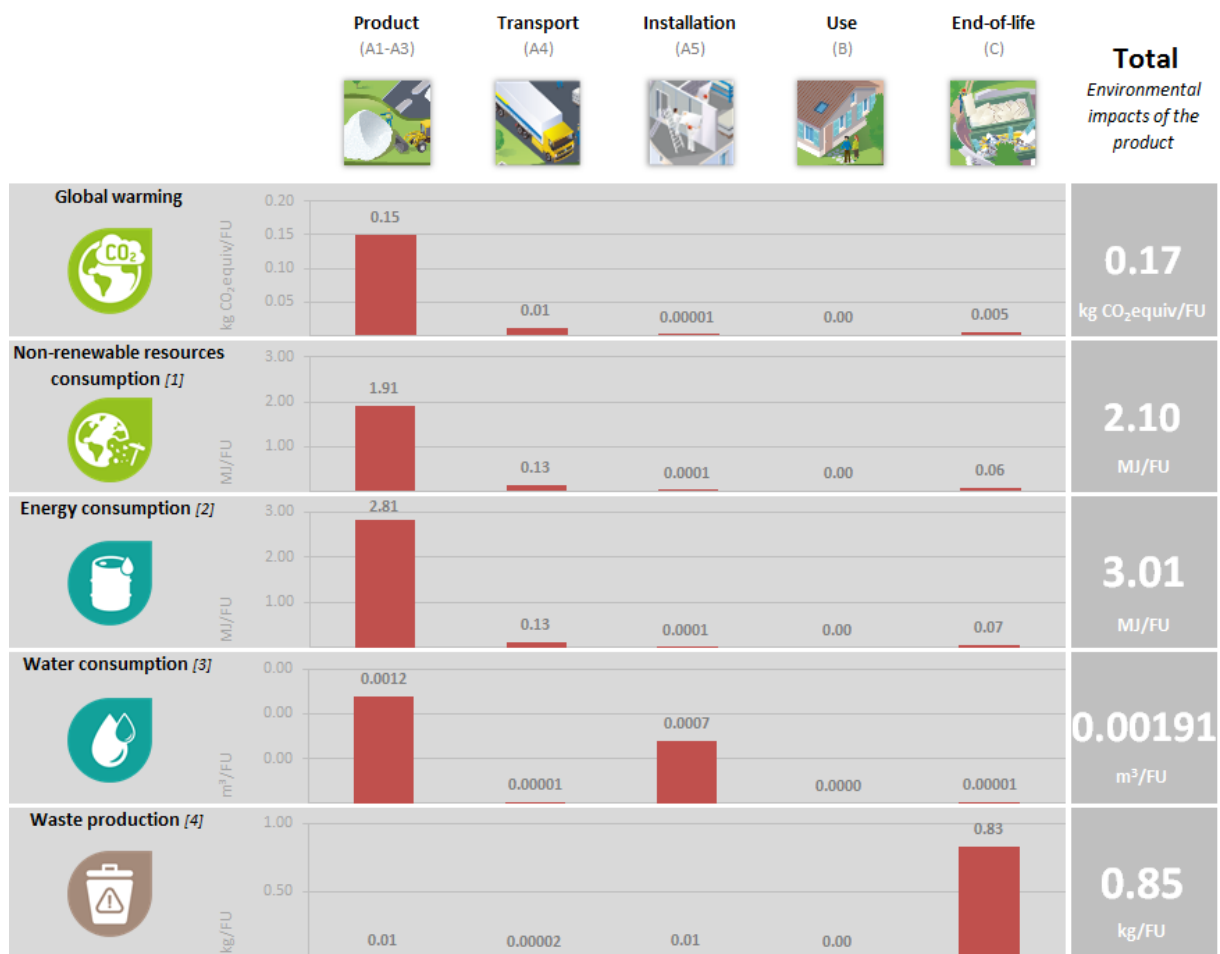 Product
(A1-A3)
Transport
(A4)
Installation
(A5)
Use
(B)
End-of-life
(C)
Total
Environmental
impacts of the
product
Global warming
CO₂
kg CO₂equiv/FU
0.20
0.15
0.10
0.05
0.15
0.01
0.00001
0.00
0.005
0.17
kg CO₂equiv/FU
Non-renewable resources
consumption [1]
MJ/FU
3.00
2.00
1.00
1.91
0.13
0.0001
0.00
0.06
2.10
MJ/FU
Energy consumption [2]
MJ/FU
3.00
2.00
1.00
2.81
0.13
0.0001
0.00
0.07
3.01
MJ/FU
Water consumption [3]
m³/FU
0.00
0.00
0.00
0.0012
0.00001
0.0007
0.0000
0.00001
0.00191
m³/FU
Waste production [4]
kg/FU
1.00
0.50
0.01
0.00002
0.01
0.00
0.83
0.85
kg/FU